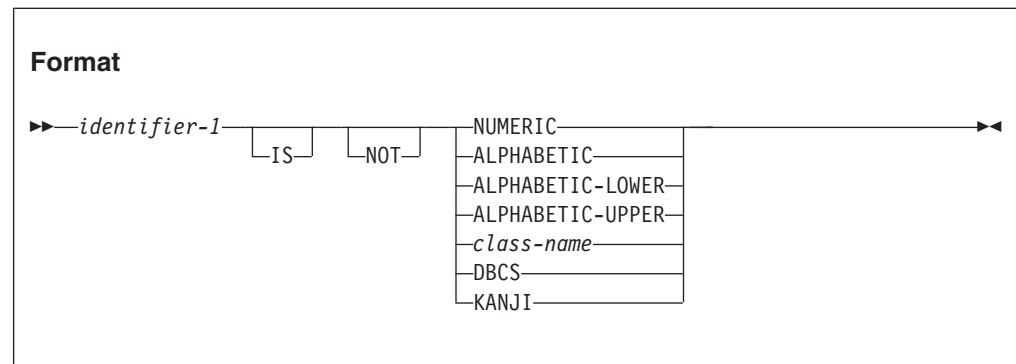 Format
identifier-1 IS NOT NUMERIC
ALPHABETIC
ALPHABETIC-LOWER
ALPHABETIC-UPPER
class-name
DBCS
KANJI